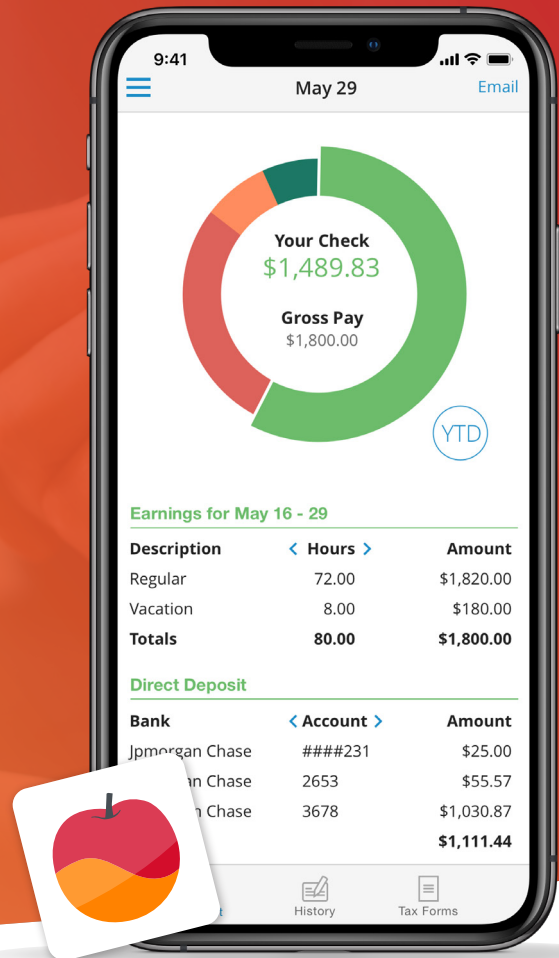 9:41
May 29 Email
Your Check
$1,489.83
Gross Pay
$1,800.00
YTD
Earnings for May 16 - 29
Description < Hours > Amount
Regular 72.00 $1,820.00
Vacation 8.00 $180.00
Totals 80.00 $1,800.00
Direct Deposit
Bank < Account > Amount
Jpmorgan Chase ####231 $25.00
Chase 2653 $55.57
Chase 3678 $1,030.87
$1,111.44
History Tax Forms